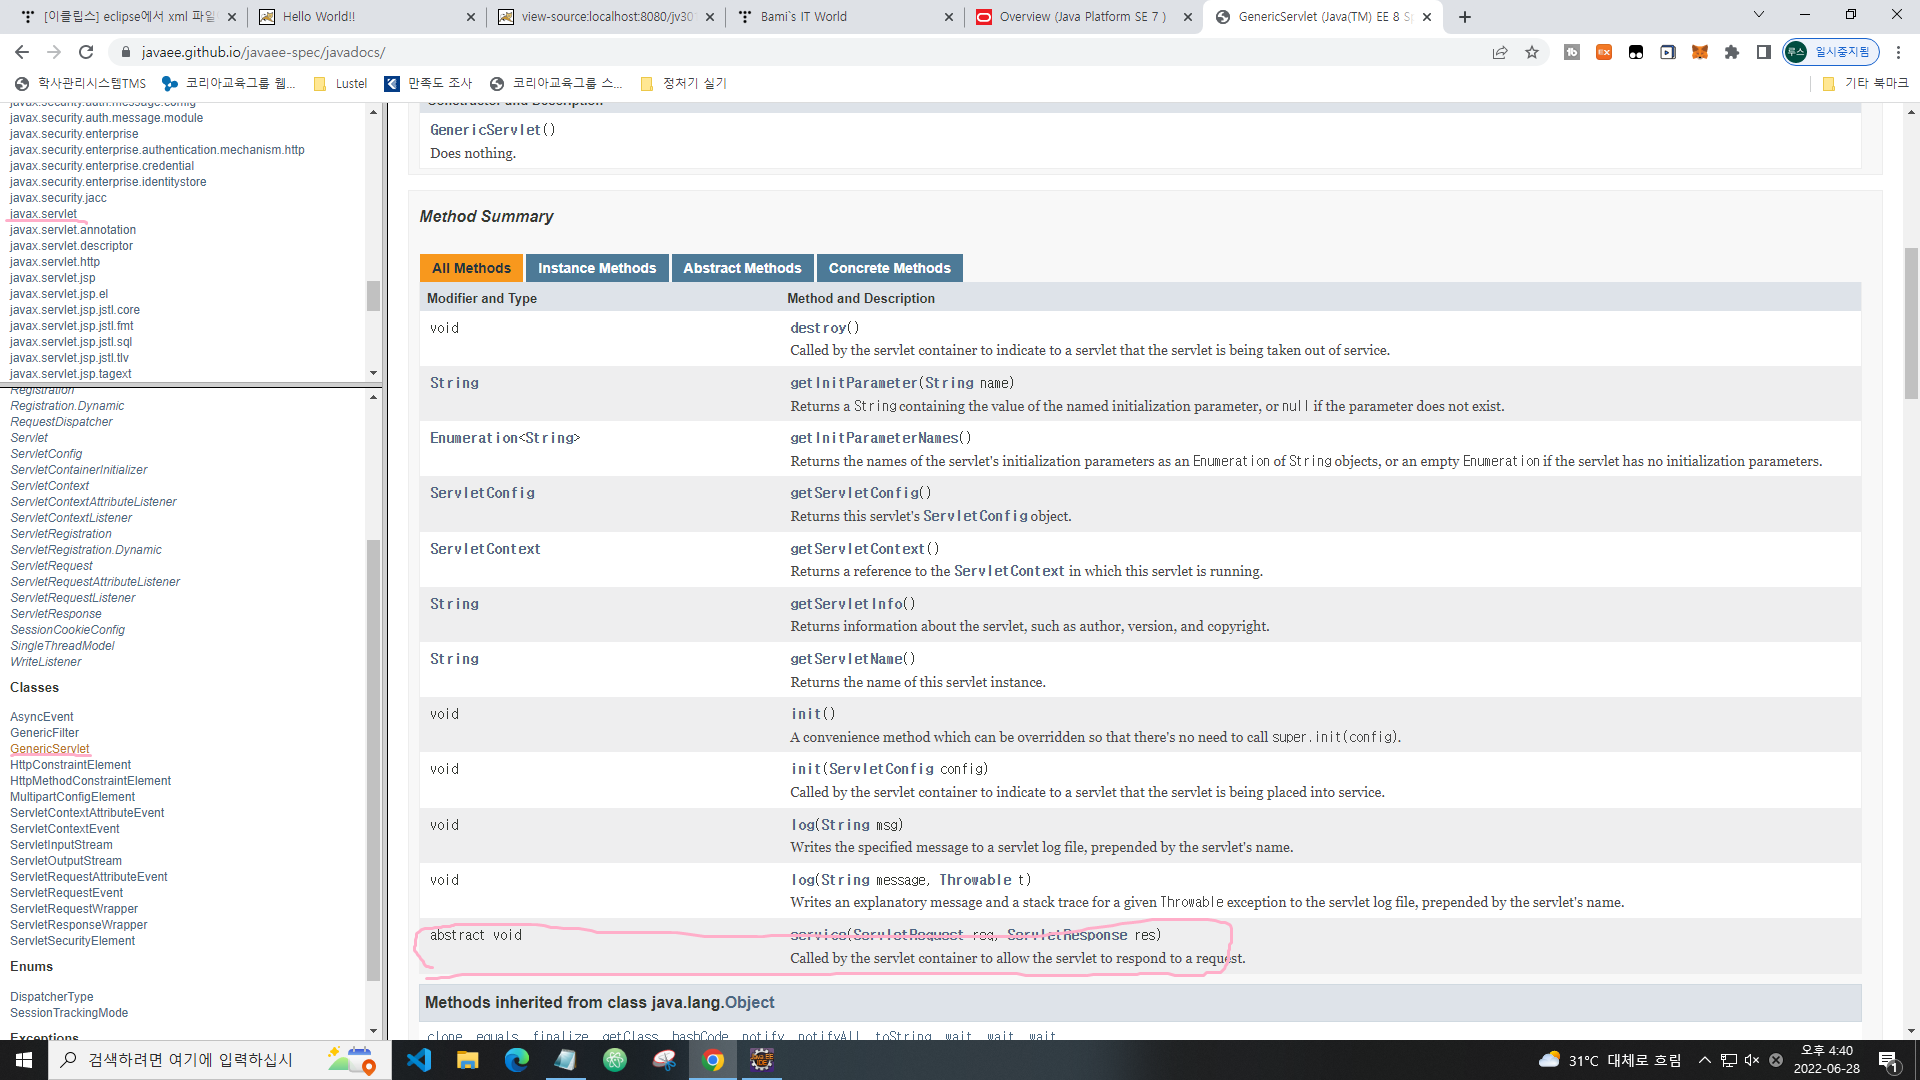 [이클립스] eclipse에서 xml 파일
Hello World!!
view-source:localhost:8080/jv30
Bami`s IT World
Overview (Java Platform SE 7 )
GenericServlet (Java(TM) EE 8 Sp
javaee.github.io/javaee-spec/javadocs/
루스 일시중지됨
학사관리시스템TMS
코리아교육그룹 웹...
Lustel
만족도 조사
코리아교육그룹 스...
정처기 실기
기타 북마크
javax.security.auth.message.config
javax.security.auth.message.module
javax.security.enterprise
javax.security.enterprise.authentication.mechanism.http
javax.security.enterprise.credential
javax.security.enterprise.identitystore
javax.security.jacc
javax.servlet
javax.servlet.annotation
javax.servlet.descriptor
javax.servlet.http
javax.servlet.jsp
javax.servlet.jsp.el
javax.servlet.jsp.jstl.core
javax.servlet.jsp.jstl.fmt
javax.servlet.jsp.jstl.sql
javax.servlet.jsp.jstl.tlv
javax.servlet.jsp.tagext
Registration
Registration.Dynamic
RequestDispatcher
Servlet
ServletConfig
ServletContainerInitializer
ServletContext
ServletContextAttributeListener
ServletContextListener
ServletRegistration
ServletRegistration.Dynamic
ServletRequest
ServletRequestAttributeListener
ServletRequestListener
ServletResponse
SessionCookieConfig
SingleThreadModel
WriteListener
Classes
AsyncEvent
GenericFilter
GenericServlet
HttpConstraintElement
HttpMethodConstraintElement
MultipartConfigElement
ServletContextAttributeEvent
ServletContextEvent
ServletInputStream
ServletOutputStream
ServletRequestAttributeEvent
ServletRequestEvent
ServletRequestWrapper
ServletResponseWrapper
ServletSecurityElement
Enums
DispatcherType
SessionTrackingMode
Exceptions
Constructor and Description
GenericServlet()
Does nothing.
Method Summary
All Methods Instance Methods Abstract Methods Concrete Methods
Modifier and Type Method and Description
void destroy()
Called by the servlet container to indicate to a servlet that the servlet is being taken out of service.
String getInitParameter(String name)
Returns a String containing the value of the named initialization parameter, or null if the parameter does not exist.
Enumeration<String> getInitParameterNames()
Returns the names of the servlet's initialization parameters as an Enumeration of String objects, or an empty Enumeration if the servlet has no initialization parameters.
ServletConfig getServletConfig()
Returns this servlet's ServletConfig object.
ServletContext getServletContext()
Returns a reference to the ServletContext in which this servlet is running.
String getServletInfo()
Returns information about the servlet, such as author, version, and copyright.
String getServletName()
Returns the name of this servlet instance.
void init()
A convenience method which can be overridden so that there's no need to call super.init(config).
void init(ServletConfig config)
Called by the servlet container to indicate to a servlet that the servlet is being placed into service.
void log(String msg)
Writes the specified message to a servlet log file, prepended by the servlet's name.
void log(String message, Throwable t)
Writes an explanatory message and a stack trace for a given Throwable exception to the servlet log file, prepended by the servlet's name.
abstract void service(ServletRequest req, ServletResponse res)
Called by the servlet container to allow the servlet to respond to a request.
Methods inherited from class java.lang.Object
clone, equals, finalize, getClass, hashCode, notify, notifyAll, toString, wait, wait, wait
검색하려면 여기에 입력하십시
31°C 대체로 흐림
오후 4:40
2022-06-28
1